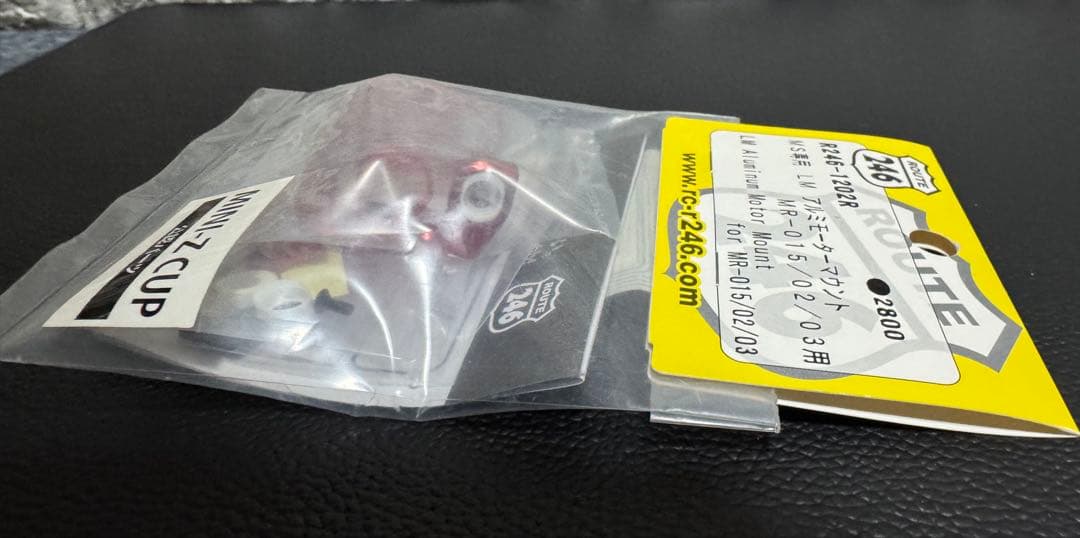 ROUTE
246
R246-1202R ●2800
MS専用 LM アルミモーターマウント
MR-015/02/03用
LM Aluminum Motor Mount
for MR-015/02/03
www.rc-r246.com
ROUTE
ROUTE
246
MINI-Z CUP